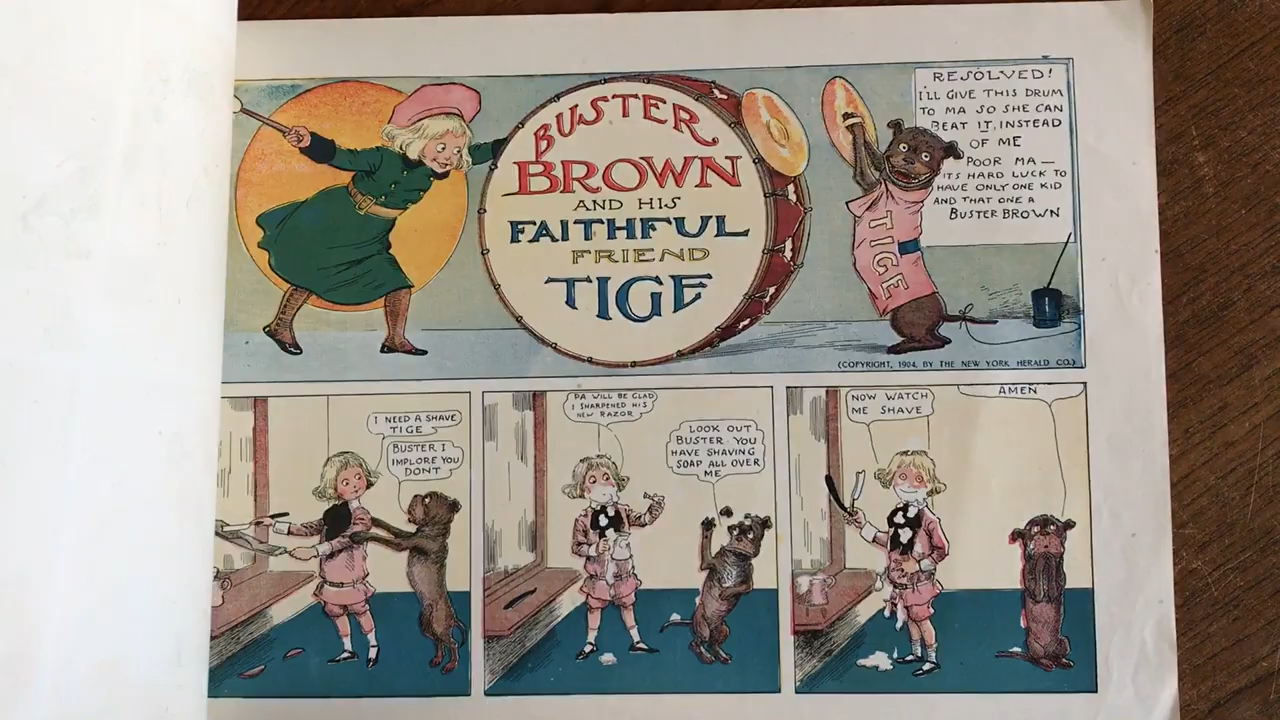 BUSTER
BROWN
AND HIS
FAITHFUL
FRIEND
TIGE
TIGE
RESOLVED!
I'LL GIVE THIS DRUM
TO MA SO SHE CAN
BEAT IT, INSTEAD
OF ME
POOR MA —
ITS HARD LUCK TO
HAVE ONLY ONE KID
AND THAT ONE A
BUSTER BROWN
(COPYRIGHT, 1904, BY THE NEW YORK HERALD CO.)
I NEED A SHAVE
TIGE
BUSTER I
IMPLORE YOU
DONT
PA WILL BE GLAD
I SHARPENED HIS
NEW RAZOR
LOOK OUT
BUSTER YOU
HAVE SHAVING
SOAP ALL OVER
ME
NOW WATCH
ME SHAVE
AMEN